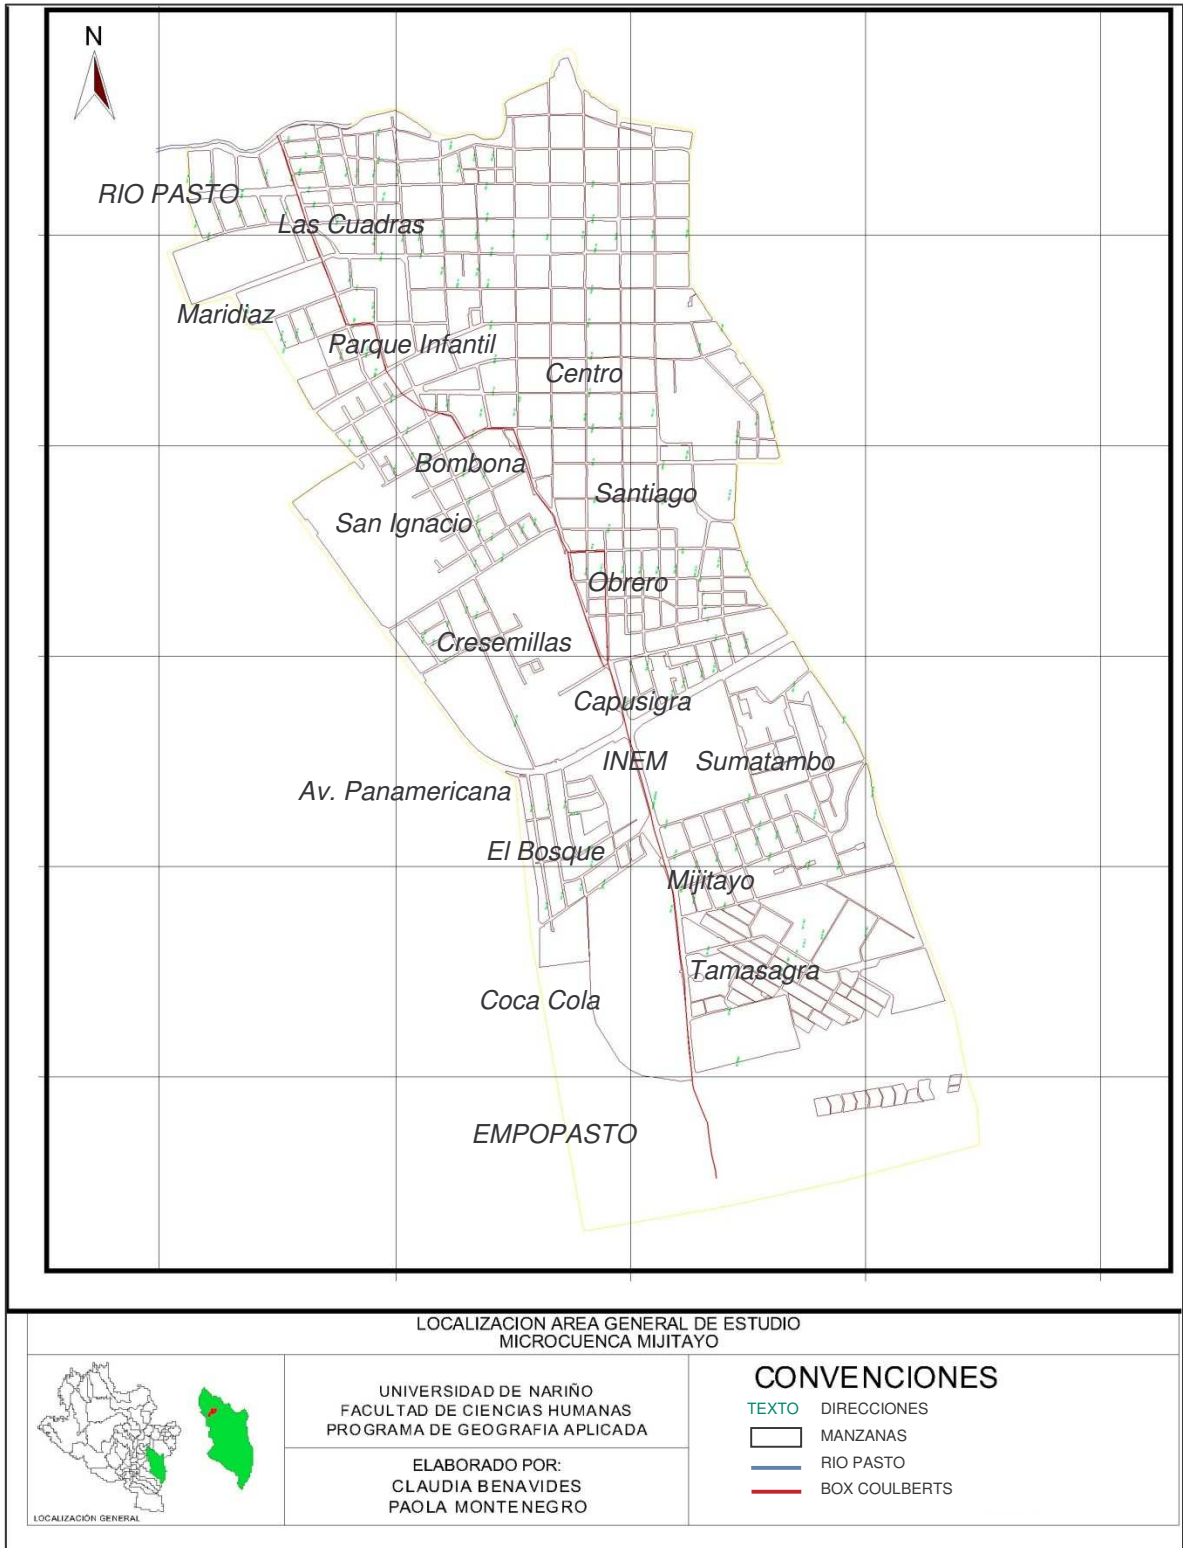 N
RIO PASTO
Las Cuadras
Maridiaz
Parque Infantil
Centro
Bombona
Santiago
San Ignacio
Obrero
Cresemillas
Capusigra
INEM
Sumatambo
Av. Panamericana
El Bosque
Mijitayo
Tamasagra
Coca Cola
EMPOPASTO
LOCALIZACION AREA GENERAL DE ESTUDIO
MICROCUENCA MIJITAYO
UNIVERSIDAD DE NARIÑO
FACULTAD DE CIENCIAS HUMANAS
PROGRAMA DE GEOGRAFIA APLICADA
ELABORADO POR:
CLAUDIA BENAVIDES
PAOLA MONTENEGRO
LOCALIZACIÓN GENERAL
CONVENCIONES
TEXTO DIRECCIONES
MANZANAS
RIO PASTO
BOX COULBERTS